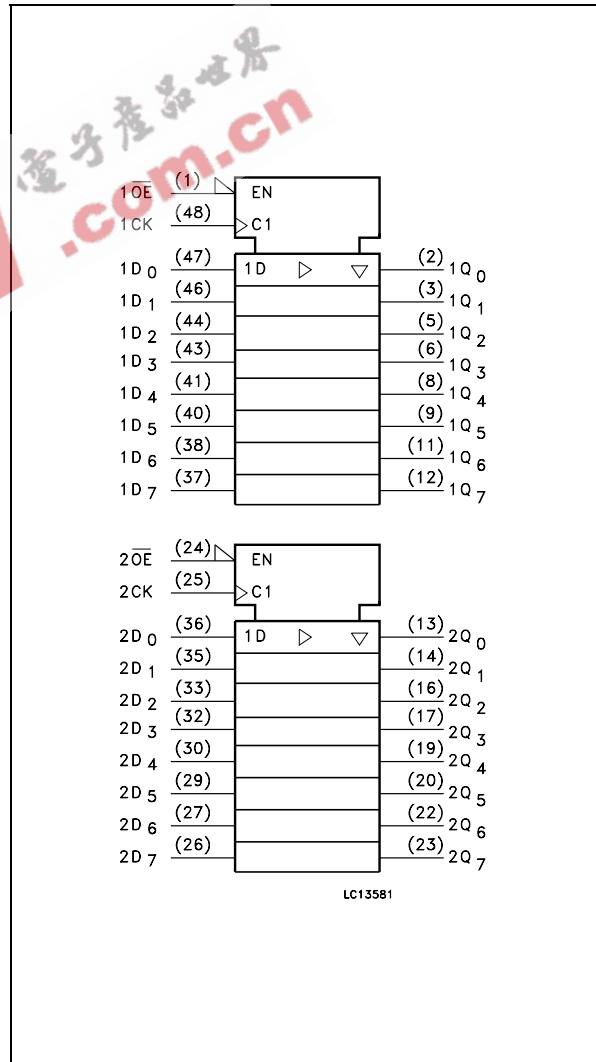 電子產品世界
.com.cn
1O̅E̅ (1) EN
1CK (48) C1
1D0 (47) 1D (2) 1Q0
1D1 (46) (3) 1Q1
1D2 (44) (5) 1Q2
1D3 (43) (6) 1Q3
1D4 (41) (8) 1Q4
1D5 (40) (9) 1Q5
1D6 (38) (11) 1Q6
1D7 (37) (12) 1Q7
2O̅E̅ (24) EN
2CK (25) C1
2D0 (36) 1D (13) 2Q0
2D1 (35) (14) 2Q1
2D2 (33) (16) 2Q2
2D3 (32) (17) 2Q3
2D4 (30) (19) 2Q4
2D5 (29) (20) 2Q5
2D6 (27) (22) 2Q6
2D7 (26) (23) 2Q7
LC13581